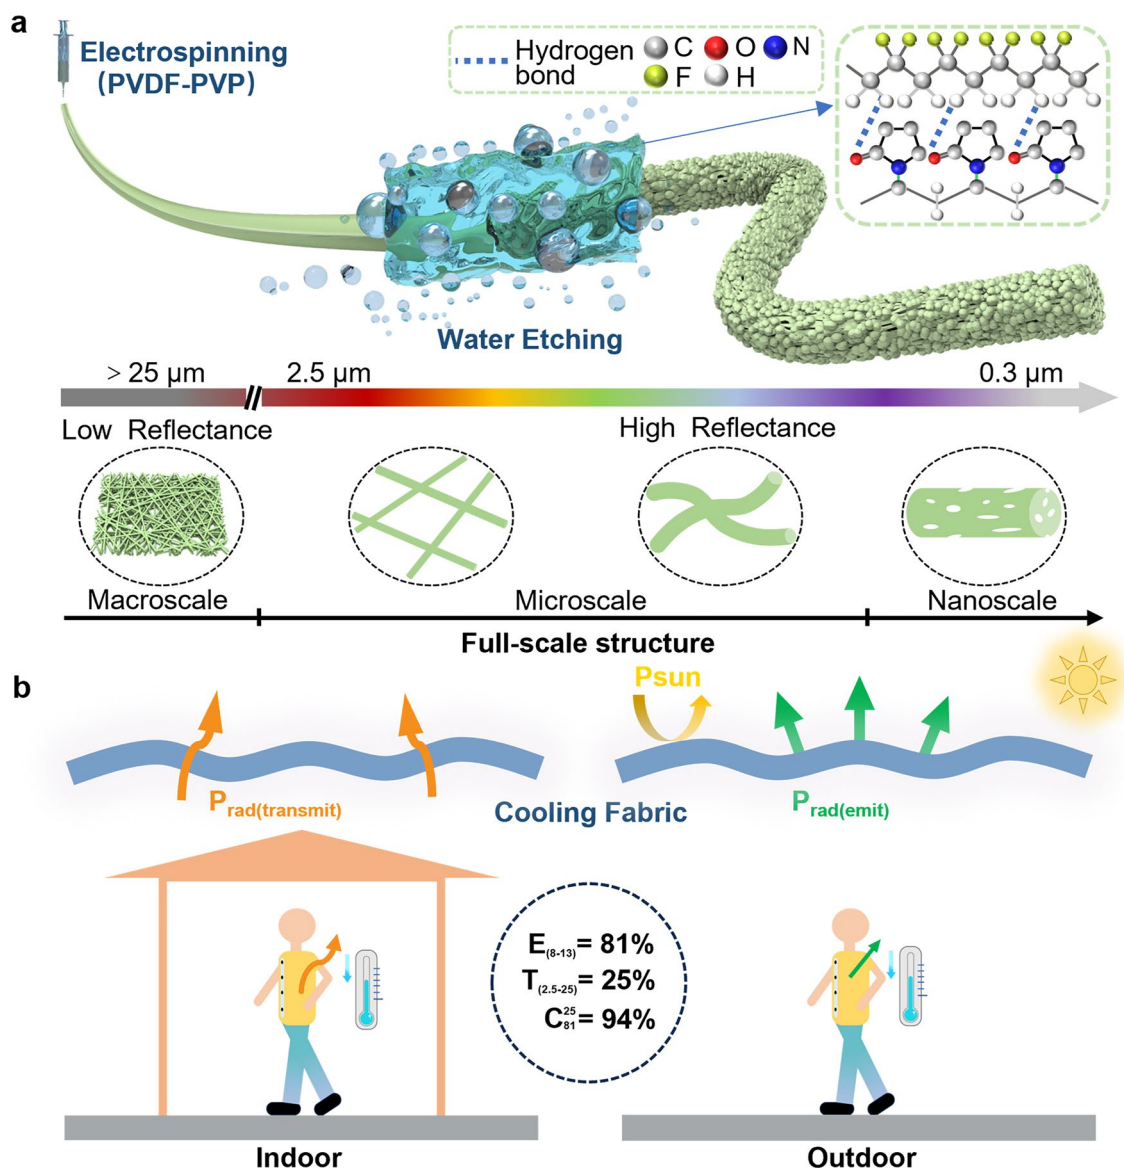 a
Electrospinning
(PVDF-PVP)
Hydrogen
bond
C O N
F H
Water Etching
> 25 μm
2.5 μm
0.3 μm
Low Reflectance
High Reflectance
Macroscale
Microscale
Nanoscale
Full-scale structure
b
Psun
Prad(transmit)
Cooling Fabric
Prad(emit)
E(8-13)= 81%
T(2.5-25)= 25%
C25 81= 94%
Indoor
Outdoor